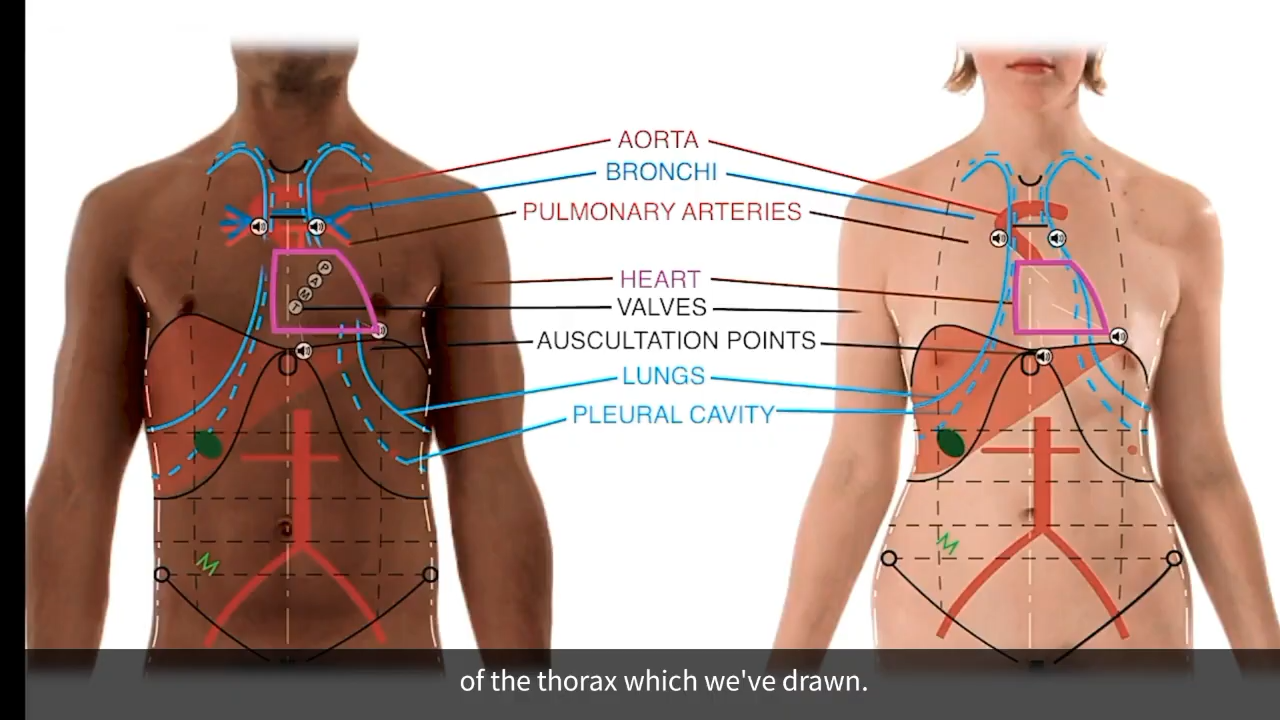 AORTA
BRONCHI
PULMONARY ARTERIES
HEART
P
A
M
T
VALVES
AUSCULTATION POINTS
LUNGS
PLEURAL CAVITY
of the thorax which we've drawn.